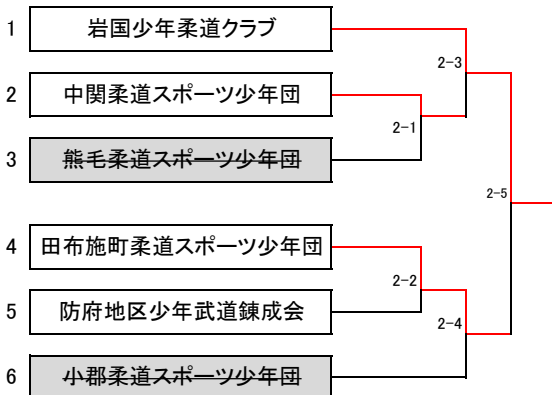 1 岩国少年柔道クラブ
2-3
2 中関柔道スポーツ少年団
2-1
3 熊毛柔道スポーツ少年団
2-5
4 田布施町柔道スポーツ少年団
2-2
5 防府地区少年武道錬成会
2-4
6 小郡柔道スポーツ少年団